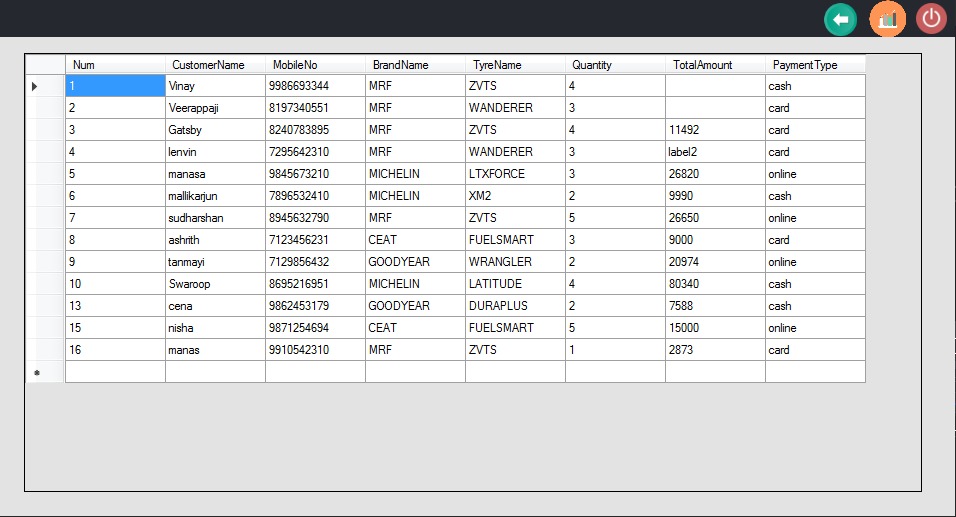 Num CustomerName MobileNo BrandName TyreName Quantity TotalAmount PaymentType
1 Vinay 9986693344 MRF ZVTS 4 cash
2 Veerappaji 8197340551 MRF WANDERER 3 card
3 Gatsby 8240783895 MRF ZVTS 4 11492 card
4 lenvin 7295642310 MRF WANDERER 3 label2 card
5 manasa 9845673210 MICHELIN LTXFORCE 3 26820 online
6 mallikarjun 7896532410 MICHELIN XM2 2 9990 cash
7 sudharshan 8945632790 MRF ZVTS 5 26650 online
8 ashrith 7123456231 CEAT FUELSMART 3 9000 card
9 tanmayi 7129856432 GOODYEAR WRANGLER 2 20974 online
10 Swaroop 8695216951 MICHELIN LATITUDE 4 80340 cash
13 cena 9862453179 GOODYEAR DURAPLUS 2 7588 cash
15 nisha 9871254694 CEAT FUELSMART 5 15000 online
16 manas 9910542310 MRF ZVTS 1 2873 card